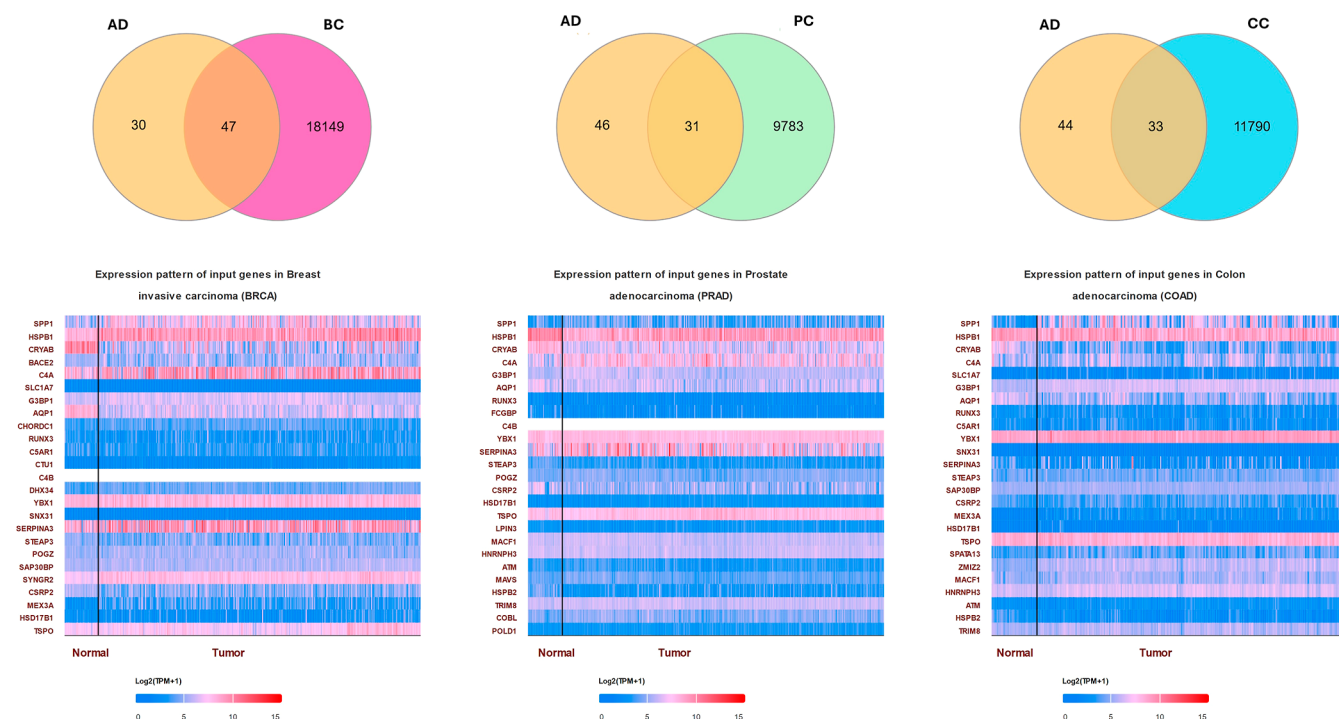 AD BC
30 47 18149
AD PC
46 31 9783
AD CC
44 33 11790
Expression pattern of input genes in Breast
invasive carcinoma (BRCA)
SPP1
HSPB1
CRYAB
BACE2
C4A
SLC1A7
G3BP1
AQP1
CHORDC1
RUNX3
C5AR1
CTU1
C4B
DHX34
YBX1
SNX31
SERPINA3
STEAP3
POGZ
SAP30BP
SYNGR2
CSRP2
MEX3A
HSD17B1
TSPO
Normal Tumor
Log2(TPM+1)
0 5 10 15
Expression pattern of input genes in Prostate
adenocarcinoma (PRAD)
SPP1
HSPB1
CRYAB
C4A
G3BP1
AQP1
RUNX3
FCGBP
C4B
YBX1
SERPINA3
STEAP3
POGZ
CSRP2
HSD17B1
TSPO
LPIN3
MACF1
HNRNPH3
ATM
MAVS
HSPB2
TRIM8
COBL
POLD1
Normal Tumor
Log2(TPM+1)
0 5 10 15
Expression pattern of input genes in Colon
adenocarcinoma (COAD)
SPP1
HSPB1
CRYAB
C4A
SLC1A7
G3BP1
AQP1
RUNX3
C5AR1
YBX1
SNX31
SERPINA3
STEAP3
SAP30BP
CSRP2
MEX3A
HSD17B1
TSPO
SPATA13
ZMIZ2
MACF1
HNRNPH3
ATM
HSPB2
TRIM8
Normal Tumor
Log2(TPM+1)
0 5 10 15